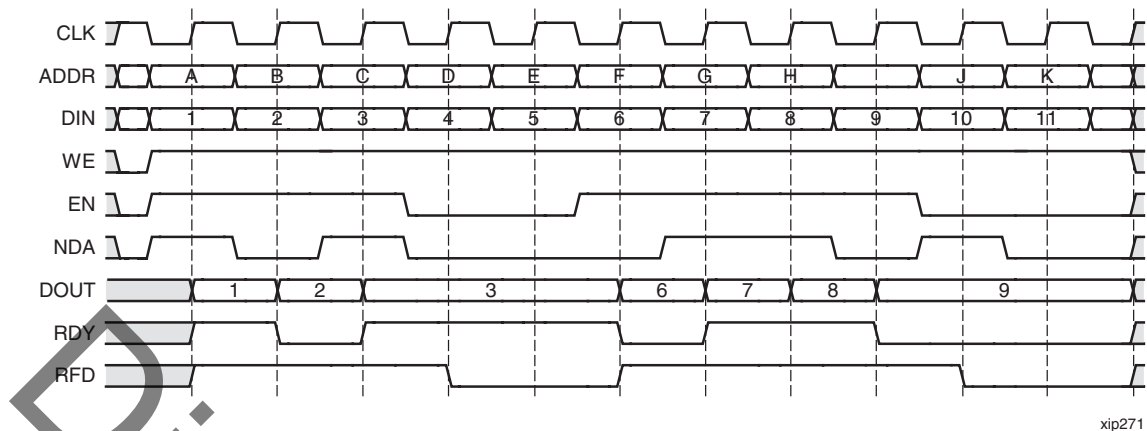 CLK
ADDR A B C D E F G H I J K
DIN 1 2 3 4 5 6 7 8 9 10 11
WE
EN
NDA
DOUT 1 2 3 6 7 8 9
RDY
RFD
D.
xip271